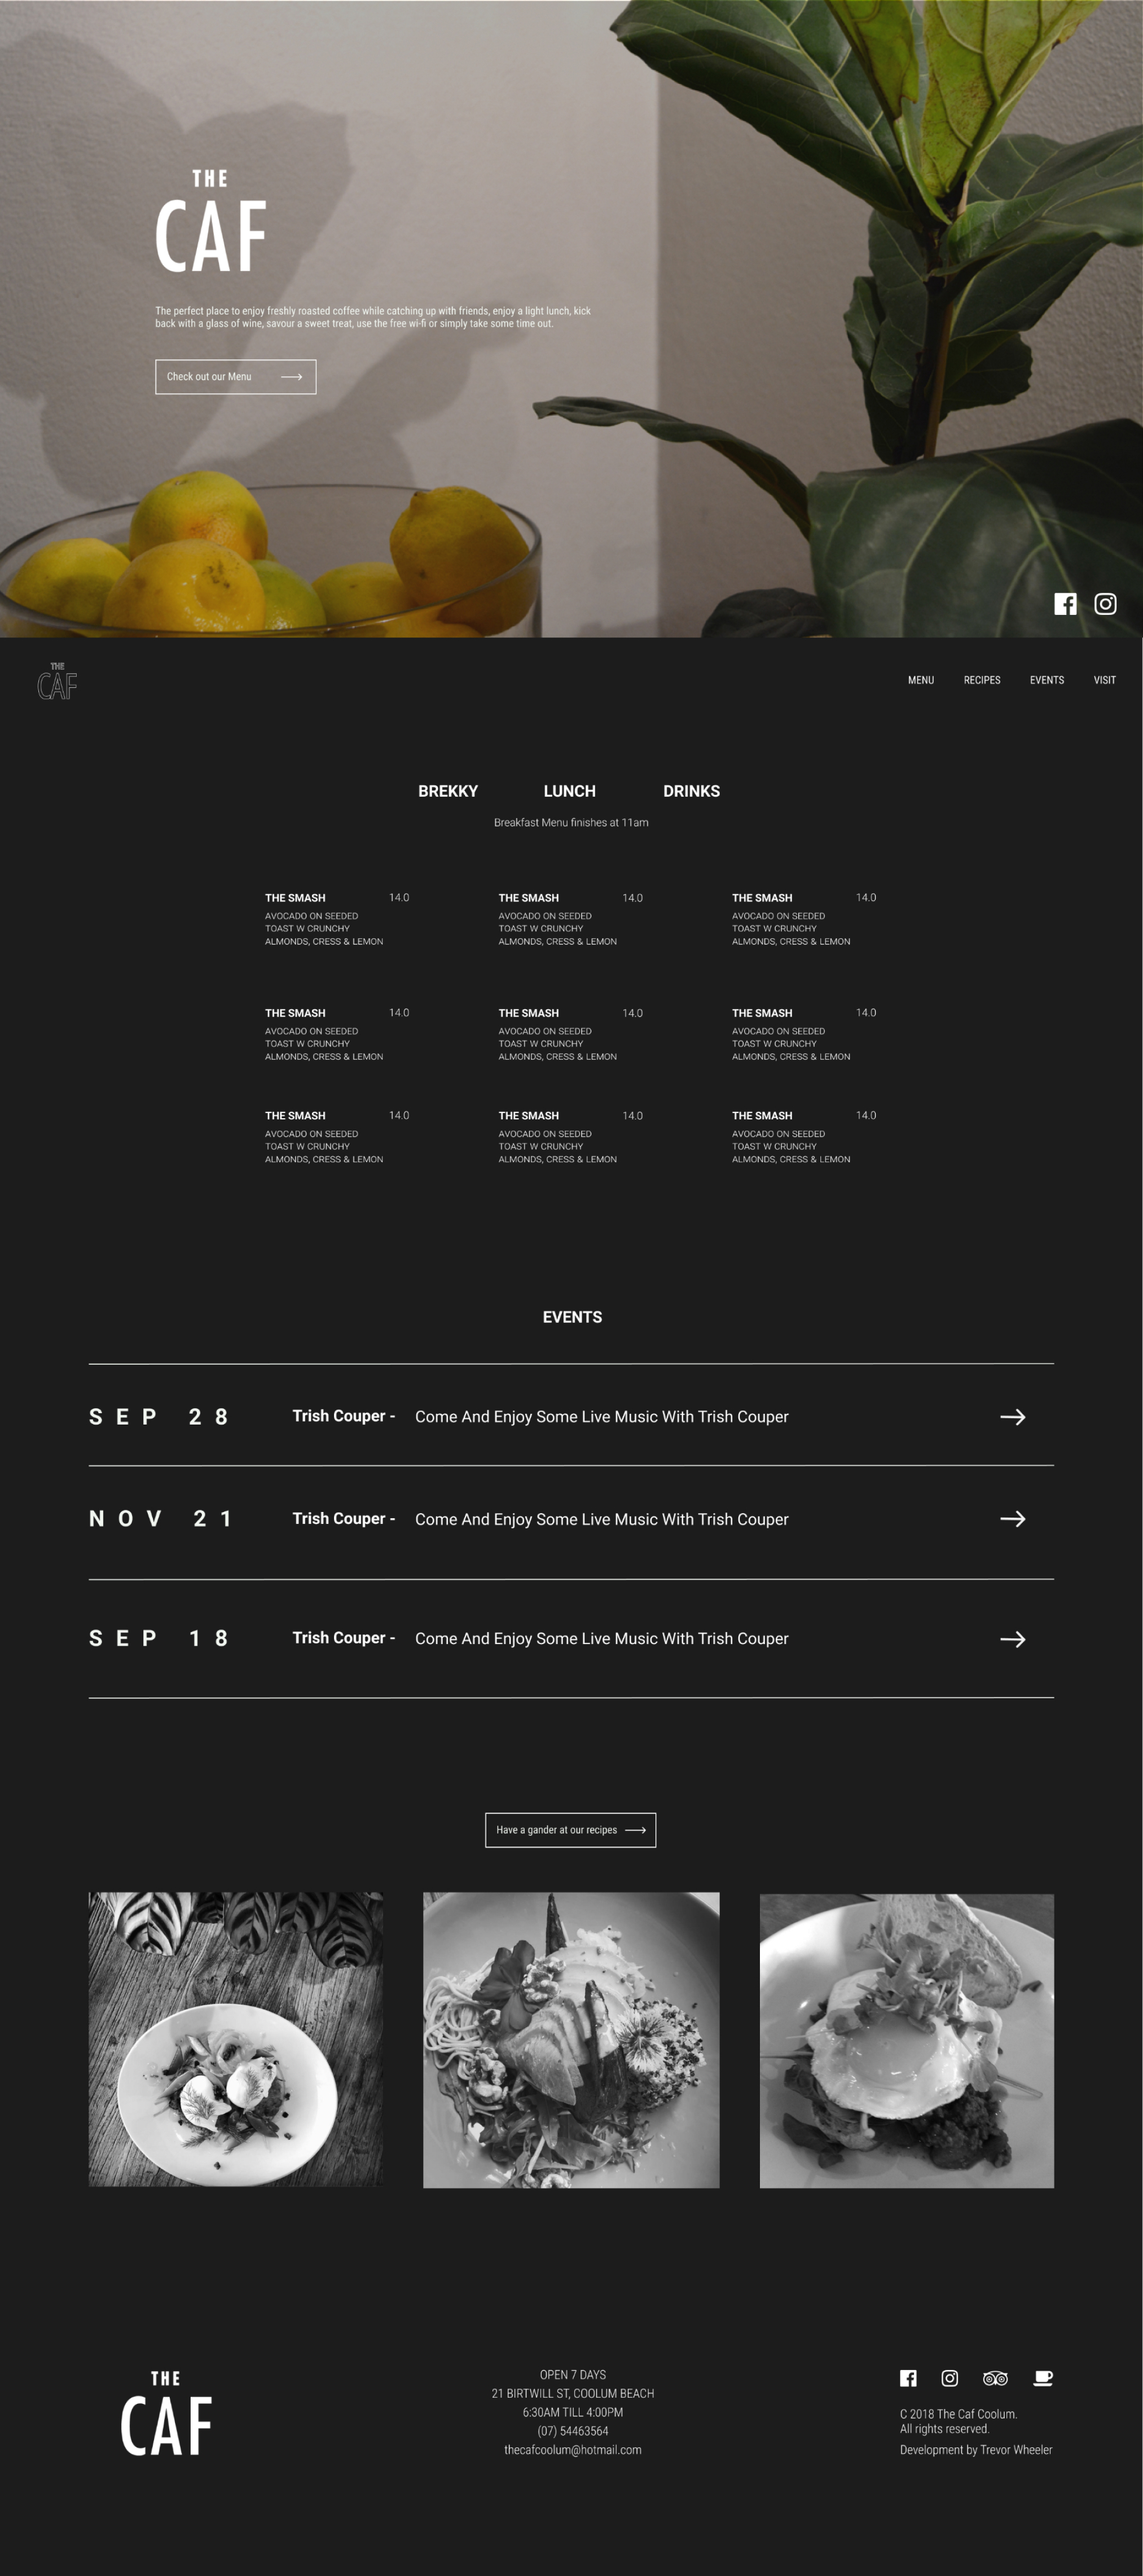 THE
CAF
The perfect place to enjoy freshly roasted coffee while catching up with friends, enjoy a light lunch, kick
back with a glass of wine, savour a sweet treat, use the free wi-fi or simply take some time out.
Check out our Menu
THE
CAF
MENU RECIPES EVENTS VISIT
BREKKY LUNCH DRINKS
Breakfast Menu finishes at 11am
THE SMASH 14.0 THE SMASH 14.0 THE SMASH 14.0
AVOCADO ON SEEDED AVOCADO ON SEEDED AVOCADO ON SEEDED
TOAST W CRUNCHY TOAST W CRUNCHY TOAST W CRUNCHY
ALMONDS, CRESS & LEMON ALMONDS, CRESS & LEMON ALMONDS, CRESS & LEMON
THE SMASH 14.0 THE SMASH 14.0 THE SMASH 14.0
AVOCADO ON SEEDED AVOCADO ON SEEDED AVOCADO ON SEEDED
TOAST W CRUNCHY TOAST W CRUNCHY TOAST W CRUNCHY
ALMONDS, CRESS & LEMON ALMONDS, CRESS & LEMON ALMONDS, CRESS & LEMON
THE SMASH 14.0 THE SMASH 14.0 THE SMASH 14.0
AVOCADO ON SEEDED AVOCADO ON SEEDED AVOCADO ON SEEDED
TOAST W CRUNCHY TOAST W CRUNCHY TOAST W CRUNCHY
ALMONDS, CRESS & LEMON ALMONDS, CRESS & LEMON ALMONDS, CRESS & LEMON
EVENTS
SEP 28 Trish Couper - Come And Enjoy Some Live Music With Trish Couper
NOV 21 Trish Couper - Come And Enjoy Some Live Music With Trish Couper
SEP 18 Trish Couper - Come And Enjoy Some Live Music With Trish Couper
Have a gander at our recipes
THE
CAF
OPEN 7 DAYS
21 BIRTWILL ST, COOLUM BEACH
6:30AM TILL 4:00PM
(07) 54463564
thecafcoolum@hotmail.com
C 2018 The Caf Coolum.
All rights reserved.
Development by Trevor Wheeler